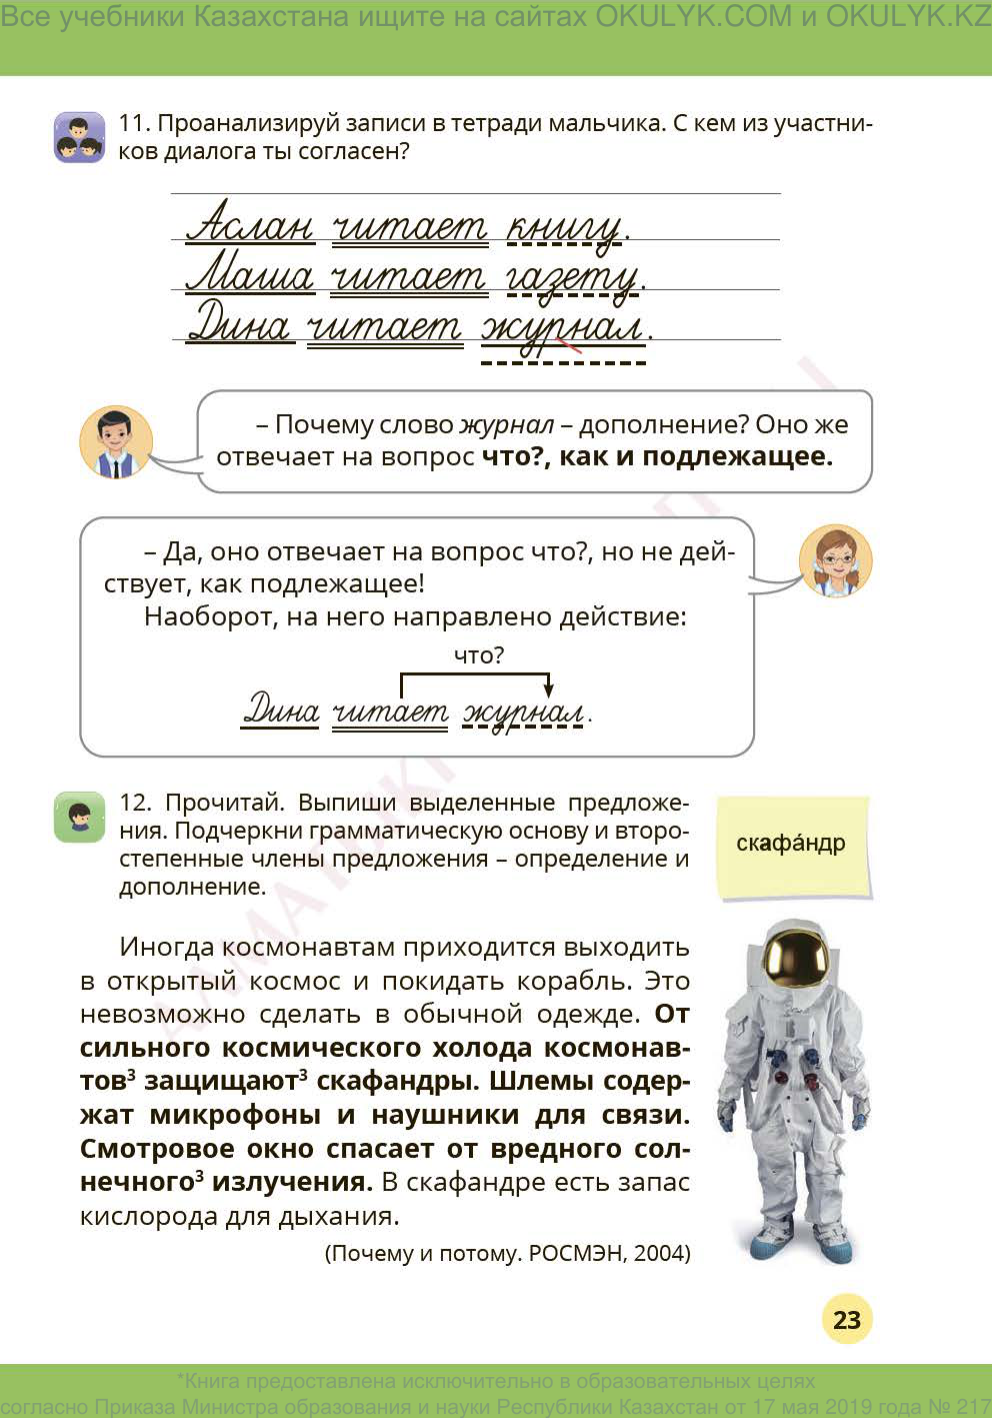 Все учебники Казахстана ищите на сайтах OKULYK.COM и OKULYK.KZ
11. Проанализируй записи в тетради мальчика. С кем из участни-
ков диалога ты согласен?
Аслан читает книгу.
Маша читает газету.
Дина читает журнал.
– Почему слово журнал – дополнение? Оно же
отвечает на вопрос что?, как и подлежащее.
– Да, оно отвечает на вопрос что?, но не дей-
ствует, как подлежащее!
Наоборот, на него направлено действие:
что?
Дина читает журнал.
12. Прочитай. Выпиши выделенные предложе-
ния. Подчеркни грамматическую основу и второ-
степенные члены предложения – определение и
дополнение.
скафа́ндр
Иногда космонавтам приходится выходить
в открытый космос и покидать корабль. Это
невозможно сделать в обычной одежде. От
сильного космического холода космонав-
тов³ защищают³ скафандры. Шлемы содер-
жат микрофоны и наушники для связи.
Смотровое окно спасает от вредного сол-
нечного³ излучения. В скафандре есть запас
кислорода для дыхания.
(Почему и потому. РОСМЭН, 2004)
23
*Книга предоставлена исключительно в образовательных целях
согласно Приказа Министра образования и науки Республики Казахстан от 17 мая 2019 года № 217